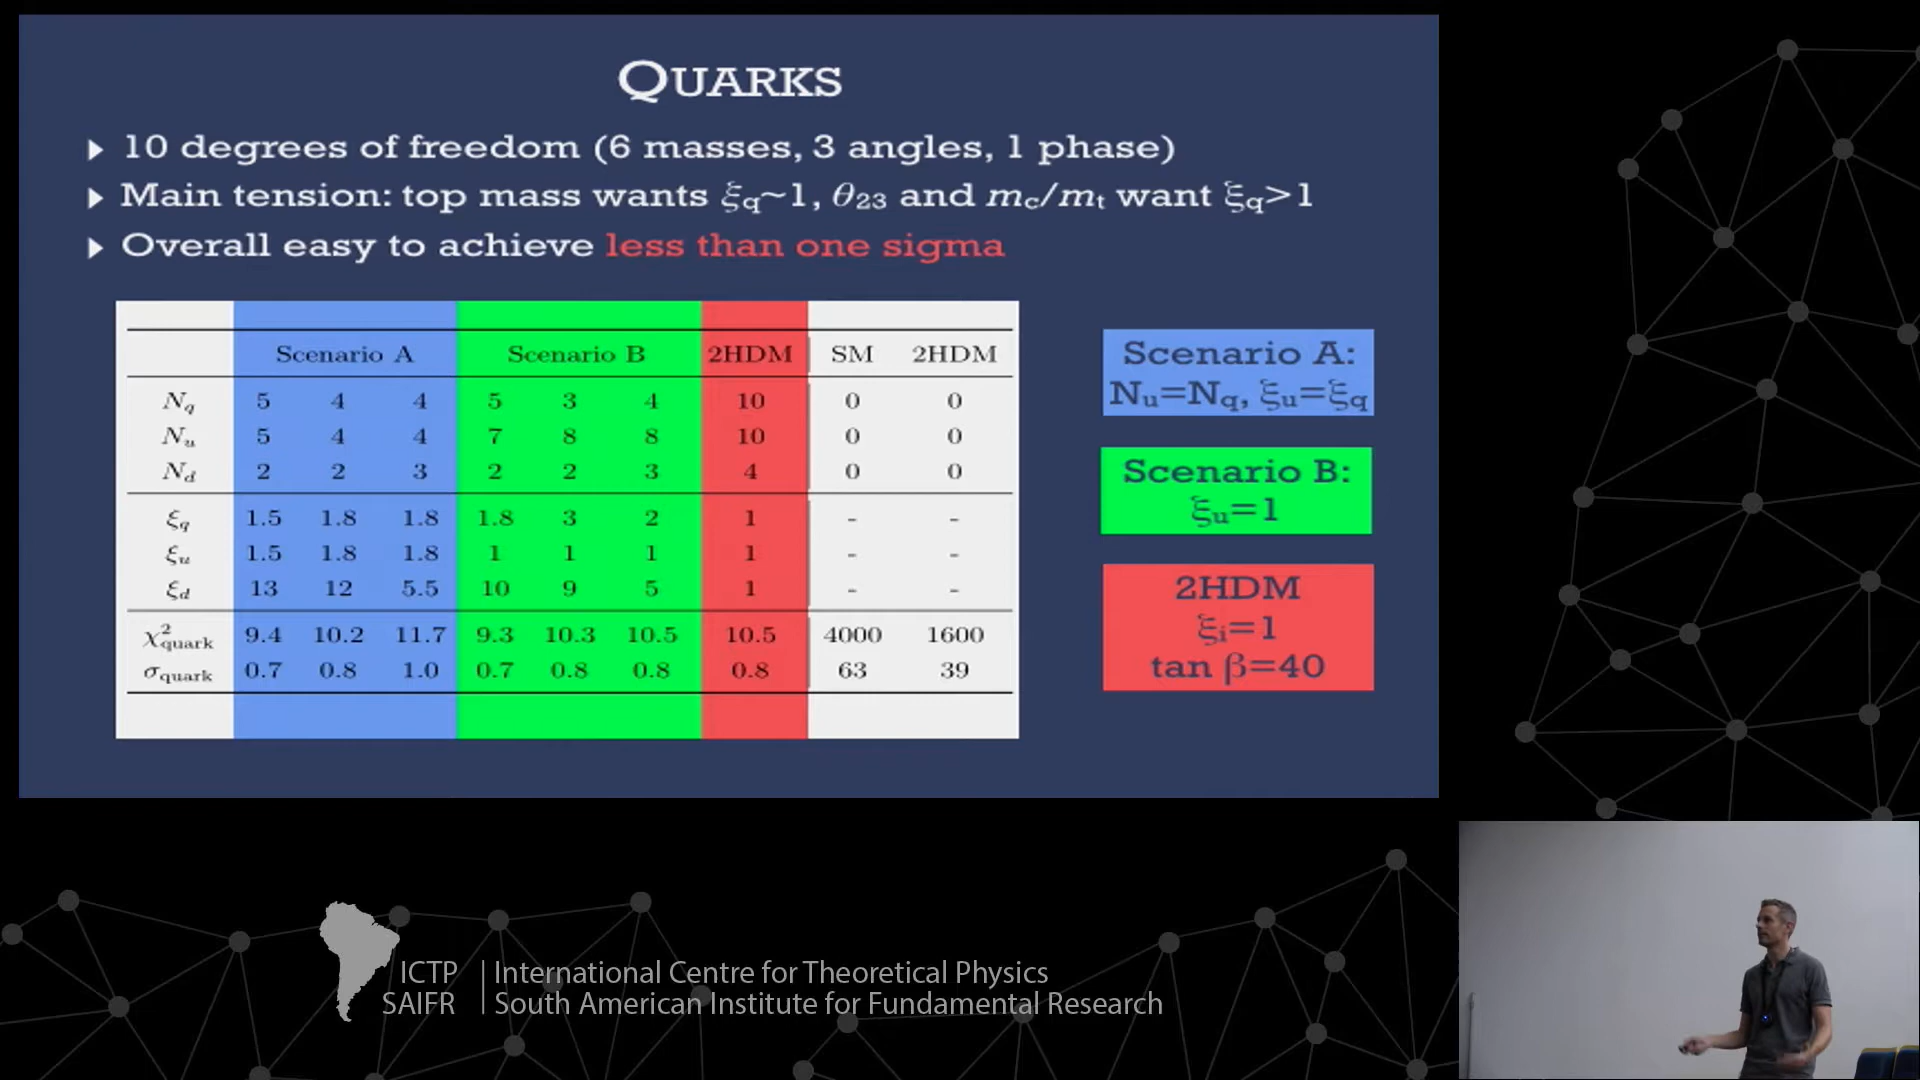 QUARKS
10 degrees of freedom (6 masses, 3 angles, 1 phase)
Main tension: top mass wants ξq~1, θ23 and mc/mt want ξq>1
Overall easy to achieve less than one sigma
Scenario A Scenario B 2HDM SM 2HDM
Nq 5 4 4 5 3 4 10 0 0
Nu 5 4 4 7 8 8 10 0 0
Nd 2 2 3 2 2 3 4 0 0
ξq 1.5 1.8 1.8 1.8 3 2 1 - -
ξu 1.5 1.8 1.8 1 1 1 1 - -
ξd 13 12 5.5 10 9 5 1 - -
χ²quark 9.4 10.2 11.7 9.3 10.3 10.5 10.5 4000 1600
σquark 0.7 0.8 1.0 0.7 0.8 0.8 0.8 63 39
Scenario A:
Nu=Nq, ξu=ξq
Scenario B:
ξu=1
2HDM
ξi=1
tan β=40
ICTP International Centre for Theoretical Physics
SAIFR South American Institute for Fundamental Research